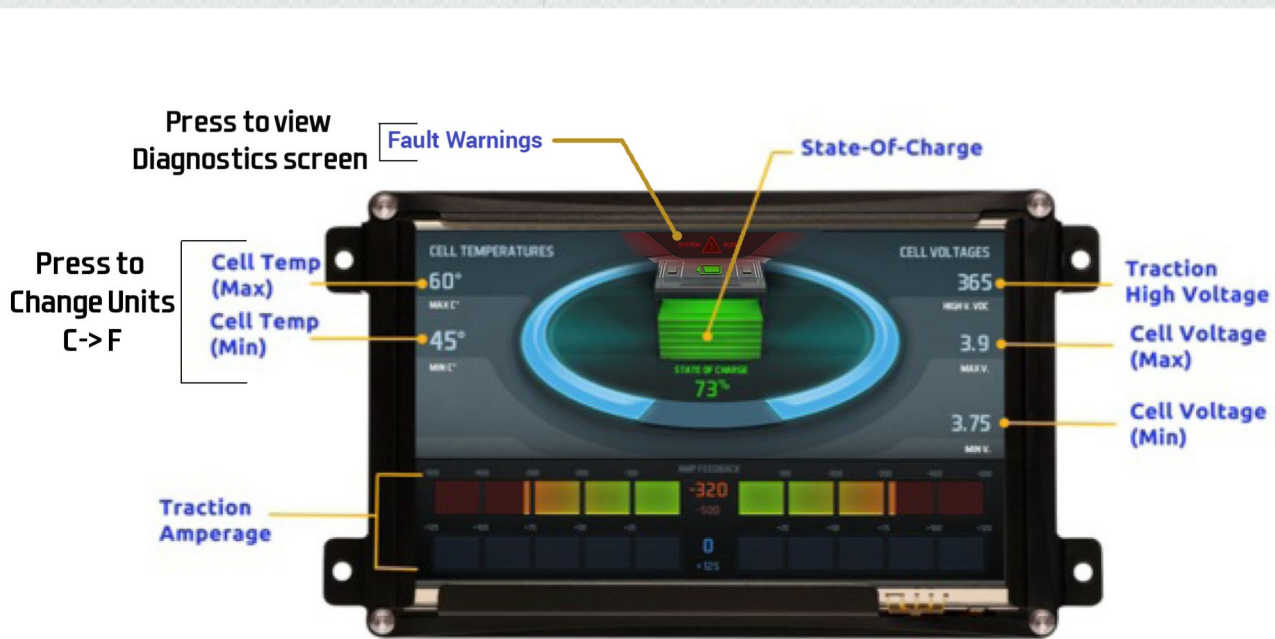 Press to view
Diagnostics screen
Fault Warnings
State-Of-Charge
Press to
Change Units
C-> F
Cell Temp
(Max)
Cell Temp
(Min)
Traction
High Voltage
Cell Voltage
(Max)
Cell Voltage
(Min)
Traction
Amperage
CELL TEMPERATURES
60°
MAX C°
45°
MIN C°
SYSTEM
STATE OF CHARGE
73%
CELL VOLTAGES
365
HIGH V. VDC
3.9
MAX V.
3.75
MIN V.
AMP FEEDBACK
-320
-500
0
+125